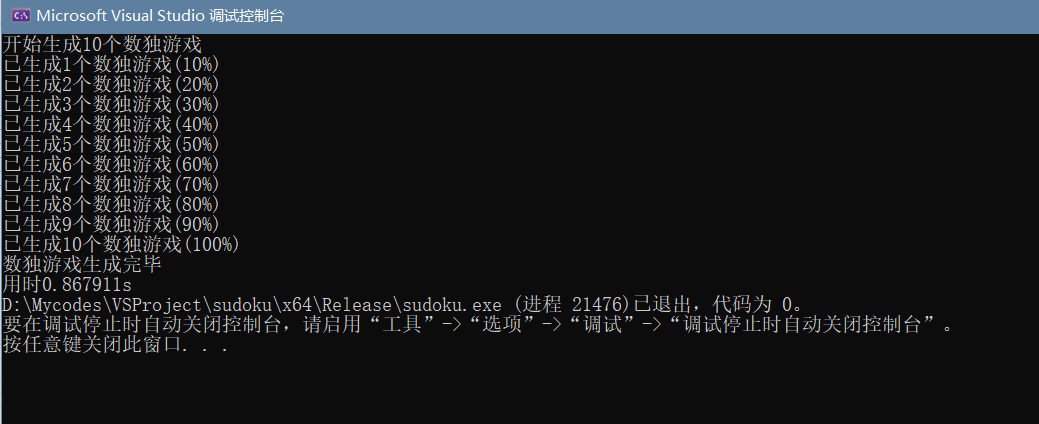 Microsoft Visual Studio 调试控制台
开始生成10个数独游戏
已生成1个数独游戏(10%)
已生成2个数独游戏(20%)
已生成3个数独游戏(30%)
已生成4个数独游戏(40%)
已生成5个数独游戏(50%)
已生成6个数独游戏(60%)
已生成7个数独游戏(70%)
已生成8个数独游戏(80%)
已生成9个数独游戏(90%)
已生成10个数独游戏(100%)
数独游戏生成完毕
用时0.867911s
D:\Mycodes\VSProject\sudoku\x64\Release\sudoku.exe (进程 21476)已退出，代码为 0。
要在调试停止时自动关闭控制台，请启用“工具”->“选项”->“调试”->“调试停止时自动关闭控制台”。
按任意键关闭此窗口. . .